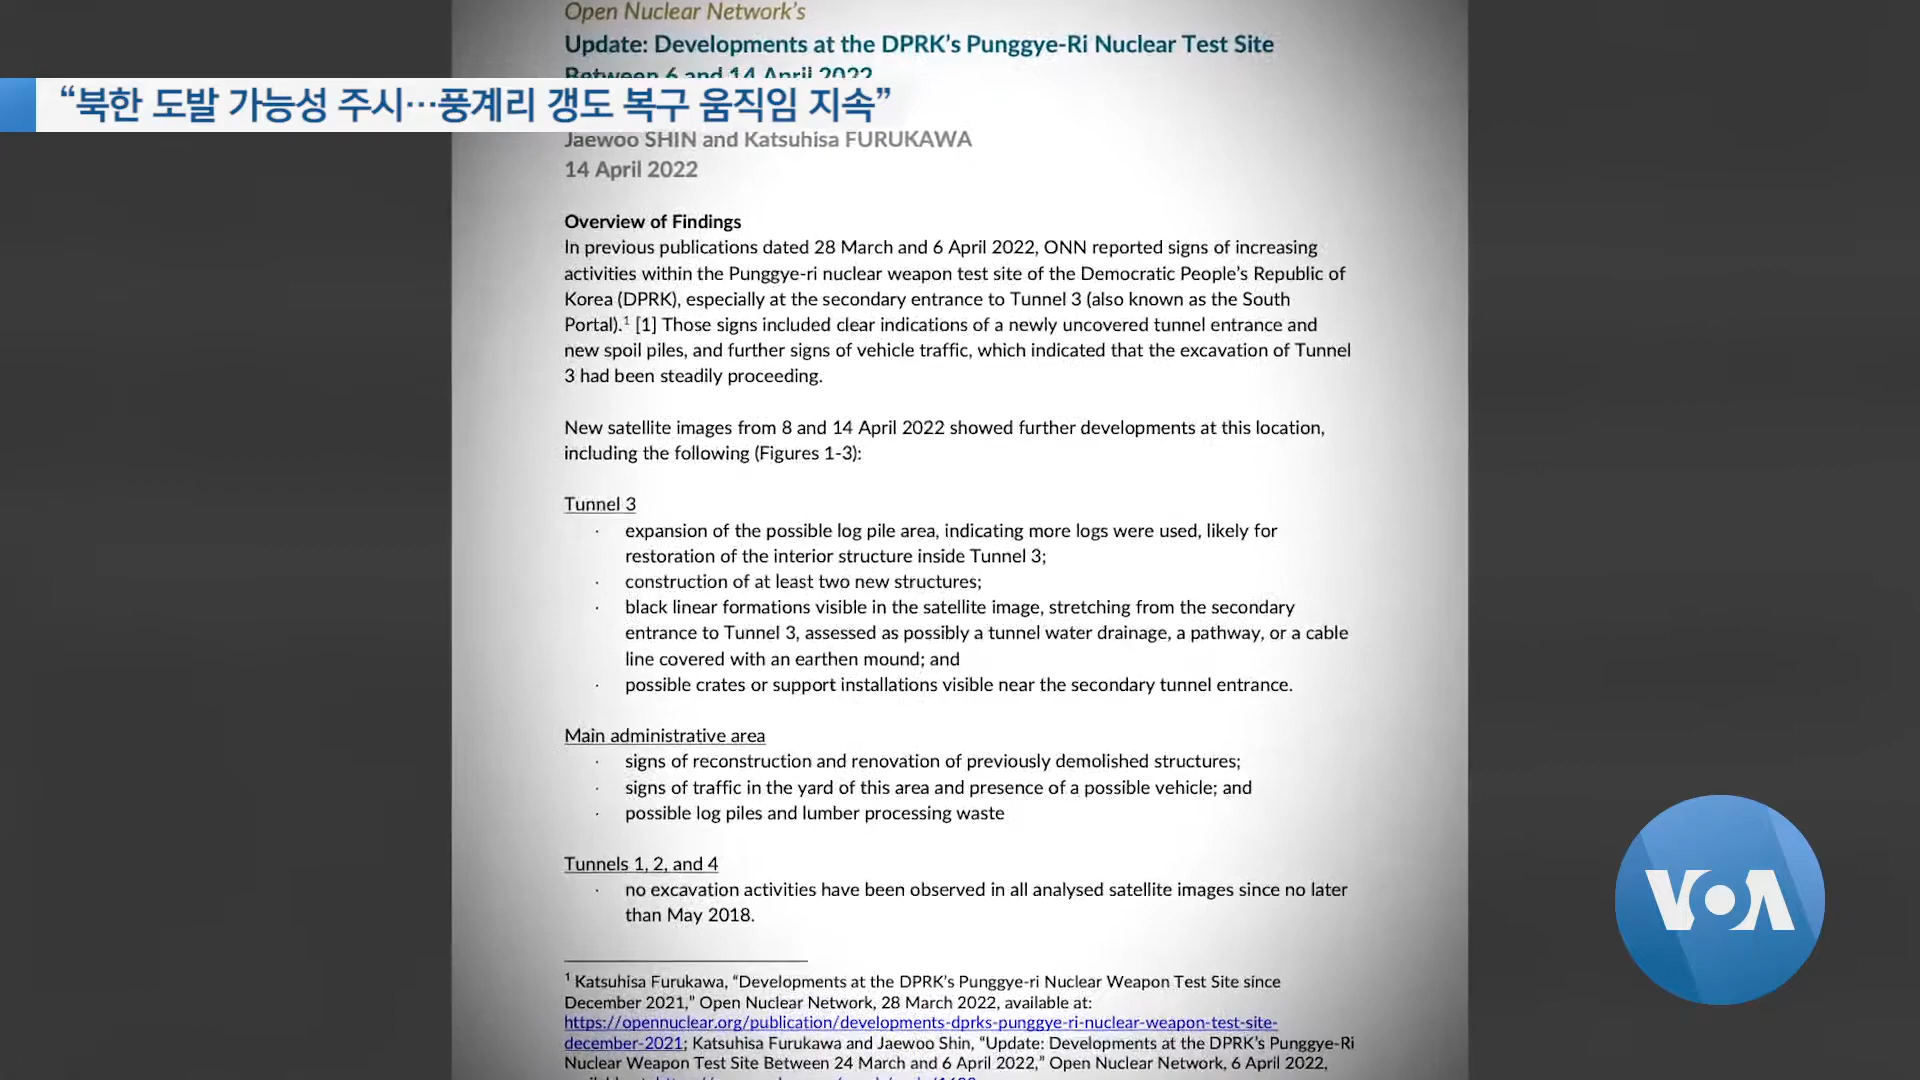 Open Nuclear Network’s
Update: Developments at the DPRK’s Punggye-Ri Nuclear Test Site
Between 6 and 14 April 2022
“북한 도발 가능성 주시…풍계리 갱도 복구 움직임 지속”
Jaewoo SHIN and Katsuhisa FURUKAWA
14 April 2022
Overview of Findings
In previous publications dated 28 March and 6 April 2022, ONN reported signs of increasing
activities within the Punggye-ri nuclear weapon test site of the Democratic People’s Republic of
Korea (DPRK), especially at the secondary entrance to Tunnel 3 (also known as the South
Portal).¹ [1] Those signs included clear indications of a newly uncovered tunnel entrance and
new spoil piles, and further signs of vehicle traffic, which indicated that the excavation of Tunnel
3 had been steadily proceeding.
New satellite images from 8 and 14 April 2022 showed further developments at this location,
including the following (Figures 1-3):
Tunnel 3
· expansion of the possible log pile area, indicating more logs were used, likely for
restoration of the interior structure inside Tunnel 3;
· construction of at least two new structures;
· black linear formations visible in the satellite image, stretching from the secondary
entrance to Tunnel 3, assessed as possibly a tunnel water drainage, a pathway, or a cable
line covered with an earthen mound; and
· possible crates or support installations visible near the secondary tunnel entrance.
Main administrative area
· signs of reconstruction and renovation of previously demolished structures;
· signs of traffic in the yard of this area and presence of a possible vehicle; and
· possible log piles and lumber processing waste
Tunnels 1, 2, and 4
· no excavation activities have been observed in all analysed satellite images since no later
than May 2018.
¹ Katsuhisa Furukawa, “Developments at the DPRK’s Punggye-ri Nuclear Weapon Test Site since
December 2021,” Open Nuclear Network, 28 March 2022, available at:
https://opennuclear.org/publication/developments-dprks-punggye-ri-nuclear-weapon-test-site-
december-2021; Katsuhisa Furukawa and Jaewoo Shin, “Update: Developments at the DPRK’s Punggye-Ri
Nuclear Weapon Test Site Between 24 March and 6 April 2022,” Open Nuclear Network, 6 April 2022,
VOA